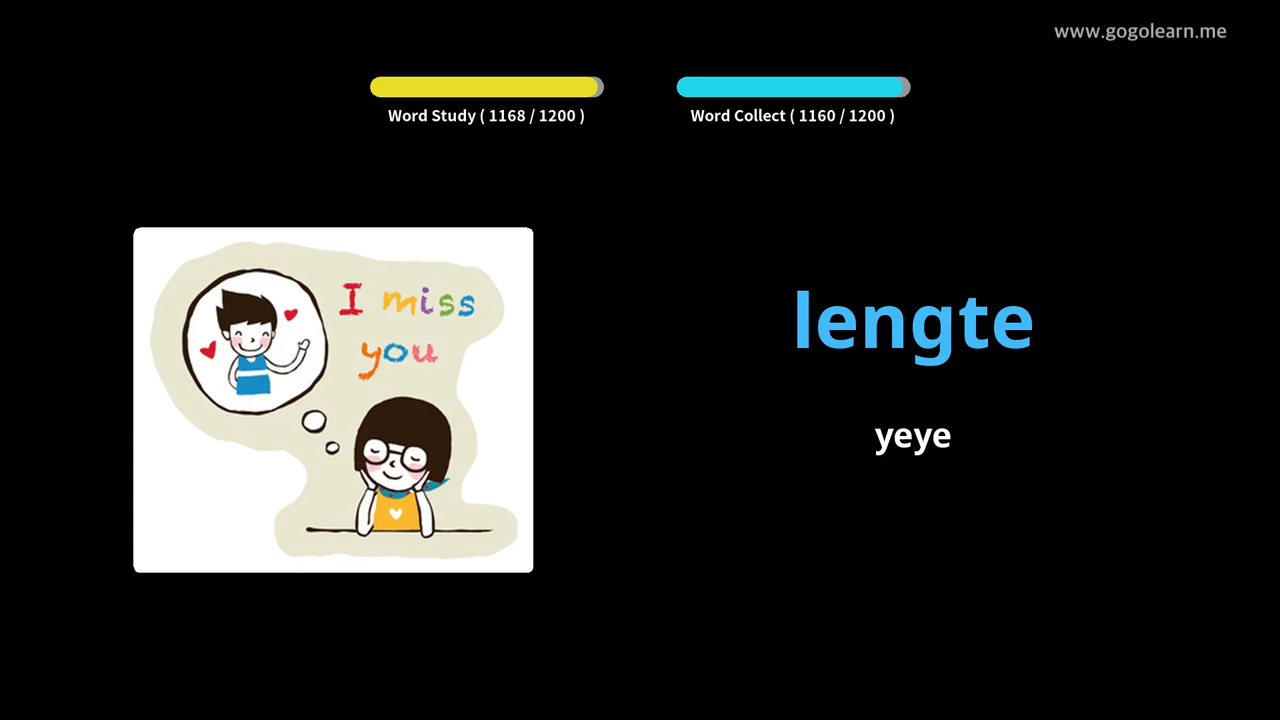 www.gogolearn.me
Word Study ( 1168 / 1200 )
Word Collect ( 1160 / 1200 )
I miss
you
lengte
yeye